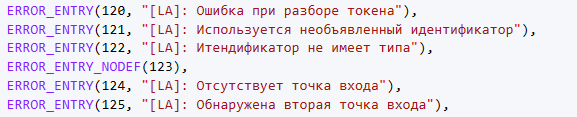 ERROR_ENTRY(120, "[LA]: Ошибка при разборе токена"),
ERROR_ENTRY(121, "[LA]: Используется необъявленный идентификатор"),
ERROR_ENTRY(122, "[LA]: Итендификатор не имеет типа"),
ERROR_ENTRY_NODEF(123),
ERROR_ENTRY(124, "[LA]: Отсутствует точка входа"),
ERROR_ENTRY(125, "[LA]: Обнаружена вторая точка входа"),